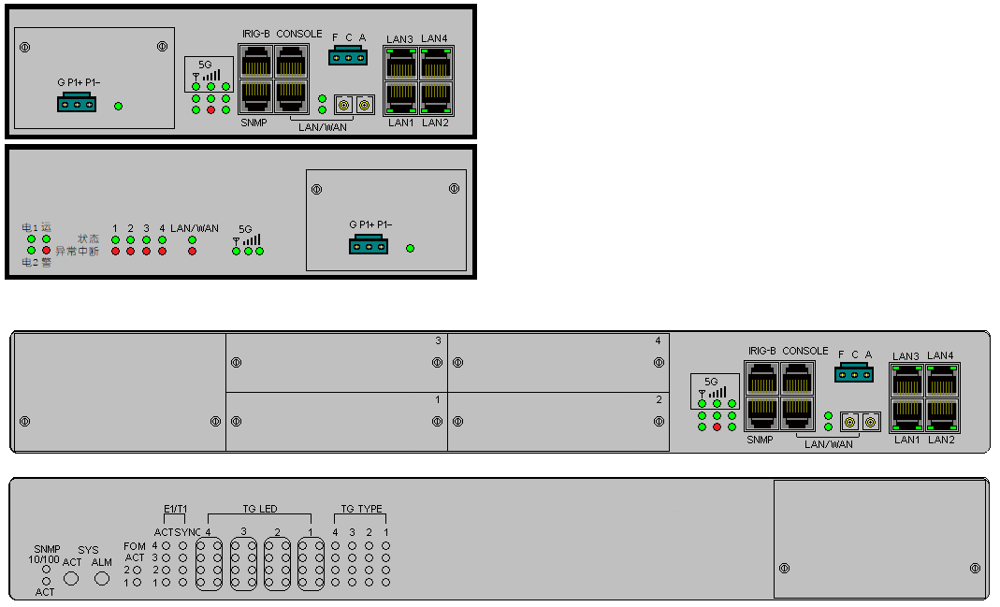 IRIG-B CONSOLE F C A LAN3 LAN4
5G
G P1+ P1-
SNMP LAN/WAN LAN1 LAN2
电1 运 1 2 3 4 LAN/WAN 5G G P1+ P1-
状态
异常中断
电2 警
3 4 IRIG-B CONSOLE F C A LAN3 LAN4
5G
1 2
SNMP LAN/WAN LAN1 LAN2
E1/T1 TG LED TG TYPE
ACT SYNC 4 3 2 1 4 3 2 1
SNMP SYS FOM 4
10/100 ACT ALM ACT 3
2 2
ACT 1 1